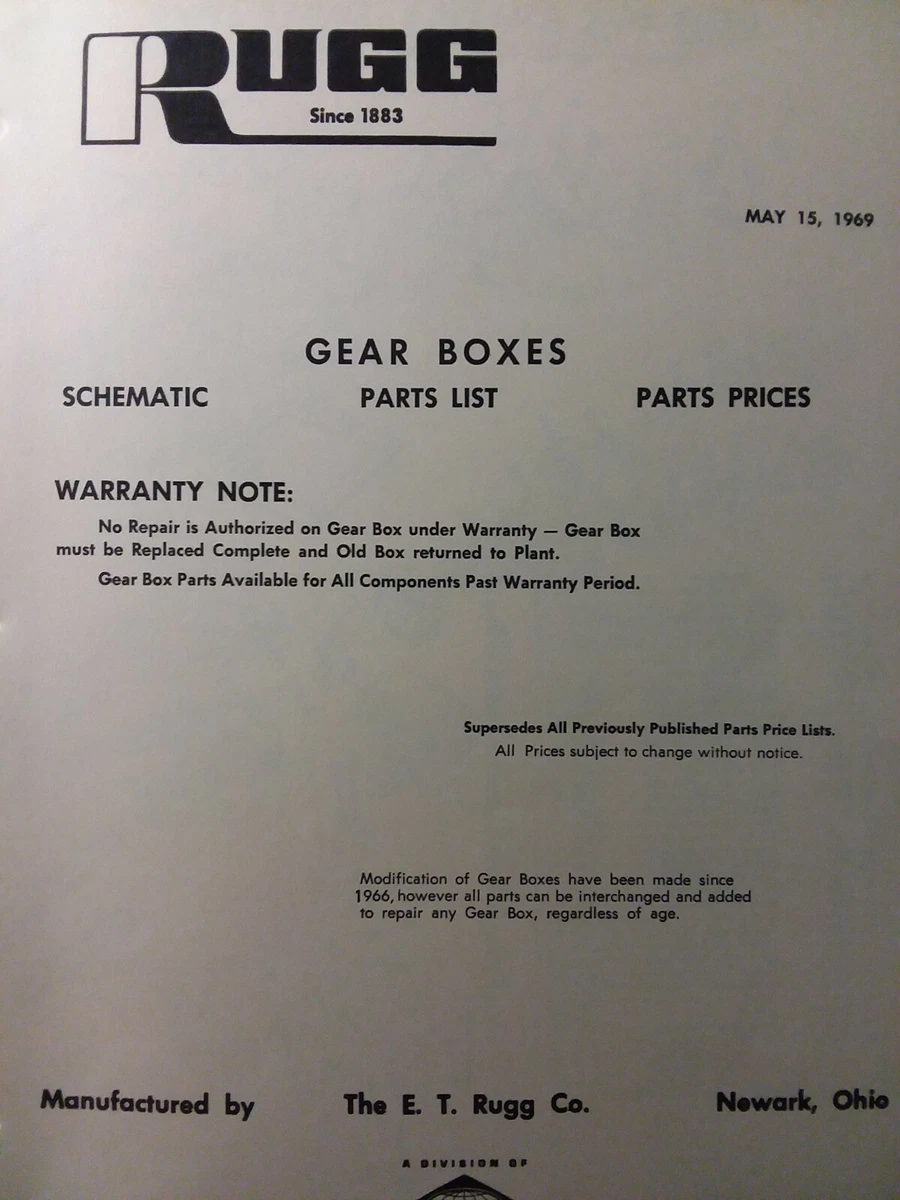 RUGG
Since 1883
MAY 15, 1969
GEAR BOXES
SCHEMATIC PARTS LIST PARTS PRICES
WARRANTY NOTE:
No Repair is Authorized on Gear Box under Warranty — Gear Box
must be Replaced Complete and Old Box returned to Plant.
Gear Box Parts Available for All Components Past Warranty Period.
Supersedes All Previously Published Parts Price Lists.
All Prices subject to change without notice.
Modification of Gear Boxes have been made since
1966, however all parts can be interchanged and added
to repair any Gear Box, regardless of age.
Manufactured by The E. T. Rugg Co. Newark, Ohio
A DIVISION OF